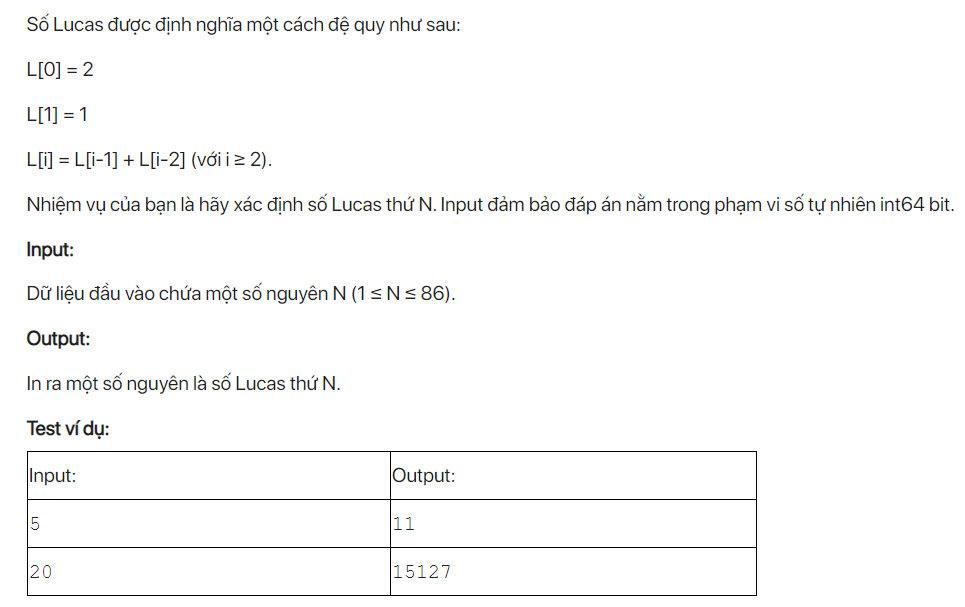 Số Lucas được định nghĩa một cách đệ quy như sau:
L[0] = 2
L[1] = 1
L[i] = L[i-1] + L[i-2] (với i ≥ 2).
Nhiệm vụ của bạn là hãy xác định số Lucas thứ N. Input đảm bảo đáp án nằm trong phạm vi số tự nhiên int64 bit.
Input:
Dữ liệu đầu vào chứa một số nguyên N (1 ≤ N ≤ 86).
Output:
In ra một số nguyên là số Lucas thứ N.
Test ví dụ:
Input: Output:
5 11
20 15127